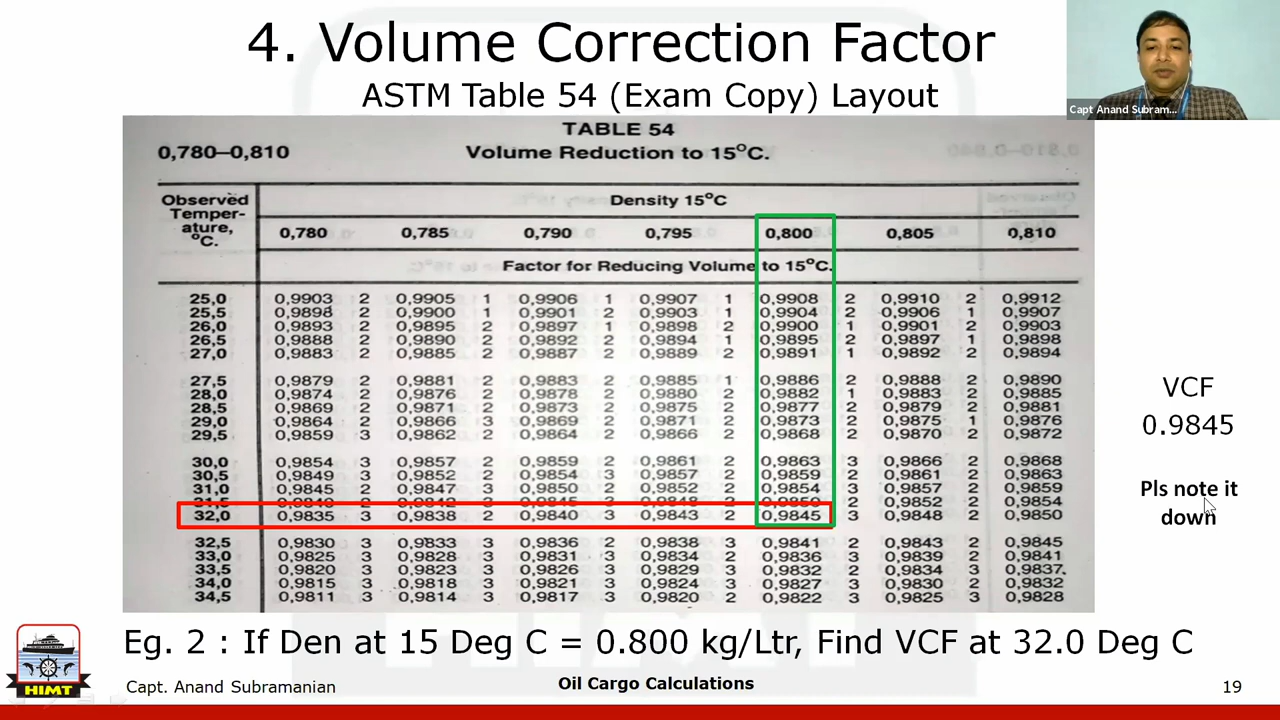 4. Volume Correction Factor
ASTM Table 54 (Exam Copy) Layout
Capt Anand Subram...
TABLE 54
0,780–0,810 Volume Reduction to 15°C.
Observed Temper- ature, °C. Density 15°C
0,780 0,785 0,790 0,795 0,800 0,805 0,810
Factor for Reducing Volume to 15°C.
25,0 0,9903 2 0,9905 1 0,9906 1 0,9907 1 0,9908 2 0,9910 2 0,9912
25,5 0,9898 2 0,9900 1 0,9901 2 0,9903 1 0,9904 2 0,9906 1 0,9907
26,0 0,9893 2 0,9895 2 0,9897 1 0,9898 2 0,9900 1 0,9901 2 0,9903
26,5 0,9888 2 0,9890 2 0,9892 2 0,9894 1 0,9895 2 0,9897 1 0,9898
27,0 0,9883 2 0,9885 2 0,9887 2 0,9889 2 0,9891 1 0,9892 2 0,9894
27,5 0,9879 2 0,9881 2 0,9883 2 0,9885 1 0,9886 2 0,9888 2 0,9890
28,0 0,9874 2 0,9876 2 0,9878 2 0,9880 2 0,9882 1 0,9883 2 0,9885
28,5 0,9869 2 0,9871 2 0,9873 2 0,9875 2 0,9877 2 0,9879 2 0,9881
29,0 0,9864 2 0,9866 3 0,9869 2 0,9871 2 0,9873 2 0,9875 1 0,9876
29,5 0,9859 3 0,9862 2 0,9864 2 0,9866 2 0,9868 2 0,9870 2 0,9872
30,0 0,9854 3 0,9857 2 0,9859 2 0,9861 2 0,9863 3 0,9866 2 0,9868
30,5 0,9849 3 0,9852 2 0,9854 3 0,9857 2 0,9859 2 0,9861 2 0,9863
31,0 0,9845 2 0,9847 3 0,9850 2 0,9852 2 0,9854 3 0,9857 2 0,9859
0,9852 2 0,9854
32,0 0,9835 3 0,9838 2 0,9840 3 0,9843 2 0,9845 3 0,9848 2 0,9850
32,5 0,9830 3 0,9833 3 0,9836 2 0,9838 3 0,9841 2 0,9843 2 0,9845
33,0 0,9825 3 0,9828 3 0,9831 3 0,9834 2 0,9836 3 0,9839 2 0,9841
33,5 0,9820 3 0,9823 3 0,9826 3 0,9829 3 0,9832 2 0,9834 3 0,9837
34,0 0,9815 3 0,9818 3 0,9821 3 0,9824 3 0,9827 3 0,9830 2 0,9832
34,5 0,9811 3 0,9814 3 0,9817 3 0,9820 2 0,9822 3 0,9825 3 0,9828
VCF
0.9845
Pls note it
down
Eg. 2 : If Den at 15 Deg C = 0.800 kg/Ltr, Find VCF at 32.0 Deg C
HIMT
Capt. Anand Subramanian
Oil Cargo Calculations
19